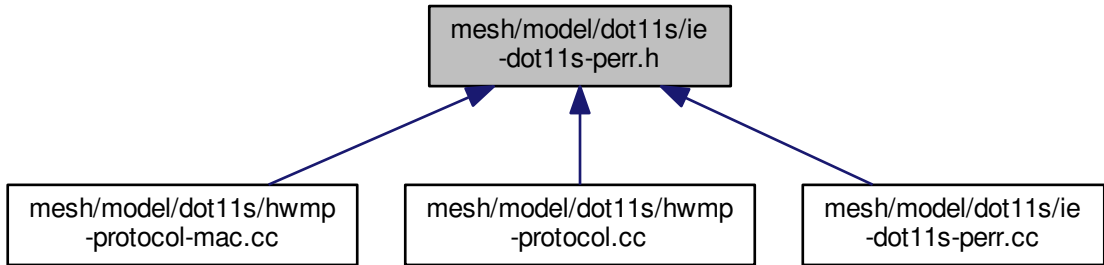 mesh/model/dot11s/ie
-dot11s-perr.h
mesh/model/dot11s/hwmp
-protocol-mac.cc
mesh/model/dot11s/hwmp
-protocol.cc
mesh/model/dot11s/ie
-dot11s-perr.cc